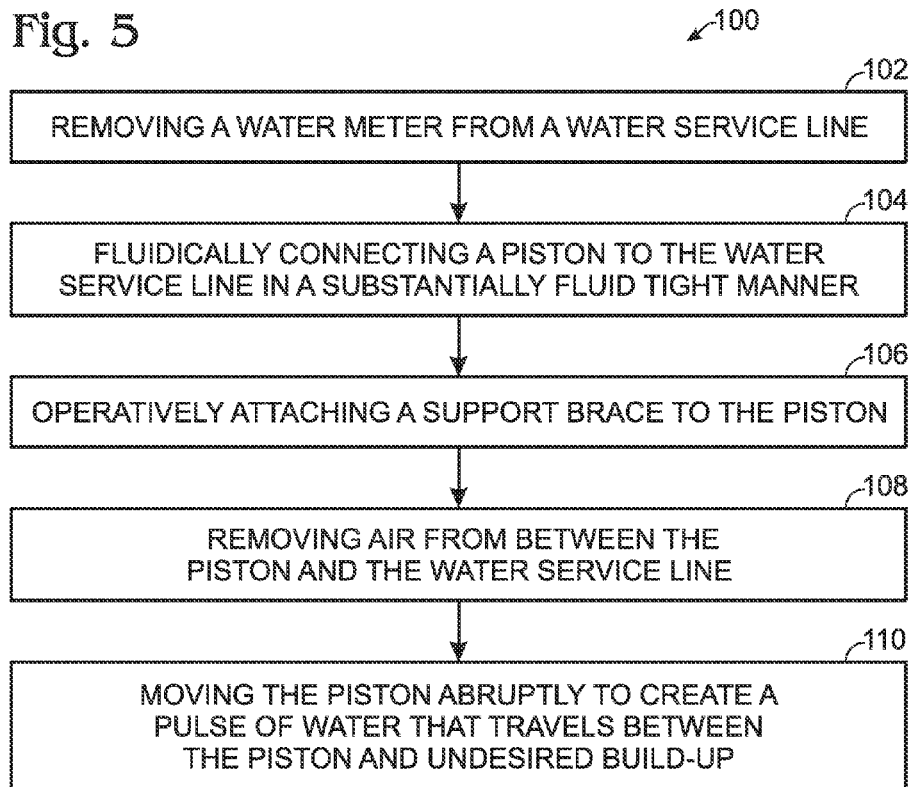 Fig. 5
100
102
REMOVING A WATER METER FROM A WATER SERVICE LINE
104
FLUIDICALLY CONNECTING A PISTON TO THE WATER
SERVICE LINE IN A SUBSTANTIALLY FLUID TIGHT MANNER
106
OPERATIVELY ATTACHING A SUPPORT BRACE TO THE PISTON
108
REMOVING AIR FROM BETWEEN THE
PISTON AND THE WATER SERVICE LINE
110
MOVING THE PISTON ABRUPTLY TO CREATE A
PULSE OF WATER THAT TRAVELS BETWEEN
THE PISTON AND UNDESIRED BUILD-UP